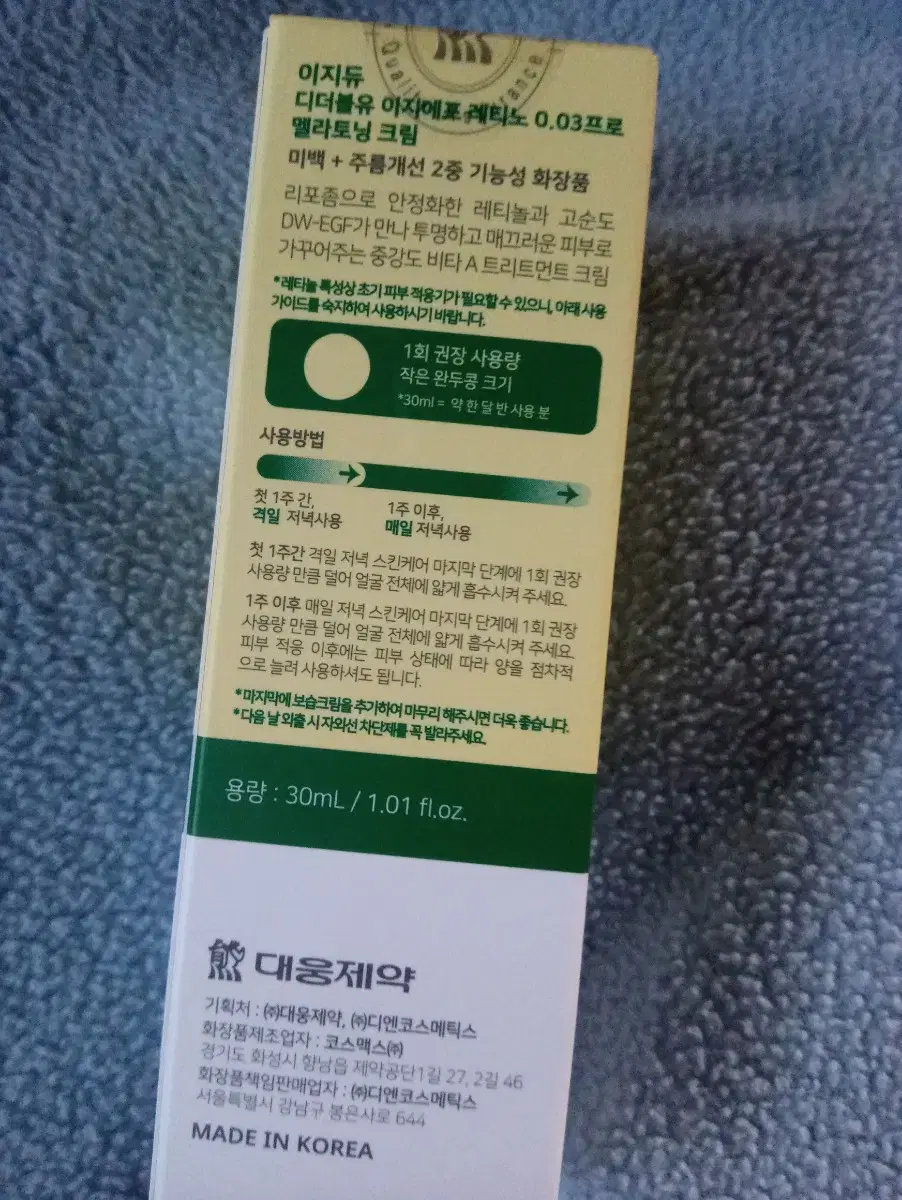 Quality Assurance
이지듀
디더블유 이지에포 레티노 0.03프로
멜라토닝 크림
미백 + 주름개선 2중 기능성 화장품
리포좀으로 안정화한 레티놀과 고순도
DW-EGF가 만나 투명하고 매끄러운 피부로
가꾸어주는 중강도 비타 A 트리트먼트 크림
*레티놀 특성상 초기 피부 적응기가 필요할 수 있으니, 아래 사용
가이드를 숙지하여 사용하시기 바랍니다.
1회 권장 사용량
작은 완두콩 크기
*30ml = 약 한 달 반 사용 분
사용방법
첫 1주 간,
격일 저녁사용
1주 이후,
매일 저녁사용
첫 1주간 격일 저녁 스킨케어 마지막 단계에 1회 권장
사용량 만큼 덜어 얼굴 전체에 얇게 흡수시켜 주세요.
1주 이후 매일 저녁 스킨케어 마지막 단계에 1회 권장
사용량 만큼 덜어 얼굴 전체에 얇게 흡수시켜 주세요.
피부 적응 이후에는 피부 상태에 따라 양을 점차적
으로 늘려 사용하셔도 됩니다.
*마지막에 보습크림을 추가하여 마무리 해주시면 더욱 좋습니다.
*다음 날 외출 시 자외선 차단제를 꼭 발라주세요.
용량 : 30mL / 1.01 fl.oz.
대웅제약
기획처 : ㈜대웅제약, ㈜디엔코스메틱스
화장품제조업자 : 코스맥스㈜
경기도 화성시 향남읍 제약공단1길 27, 2길 46
화장품책임판매업자 : ㈜디엔코스메틱스
서울특별시 강남구 봉은사로 644
MADE IN KOREA